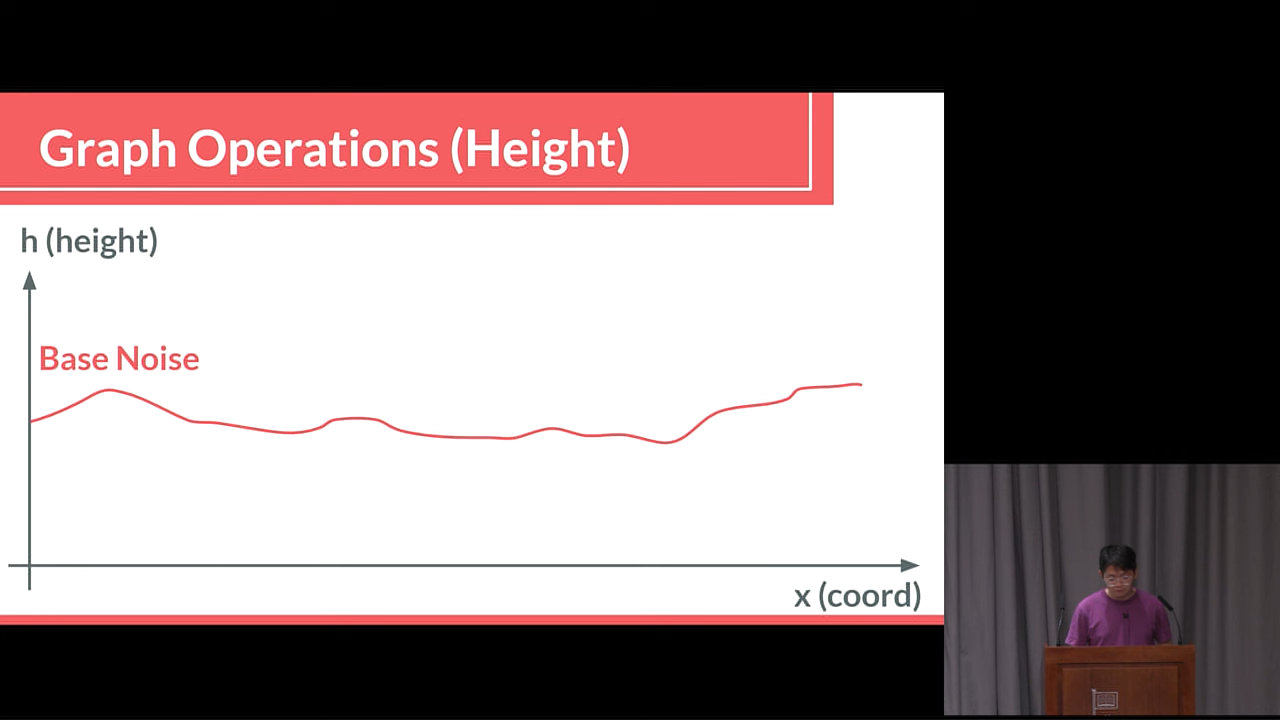 Graph Operations (Height)
h (height)
Base Noise
x (coord)